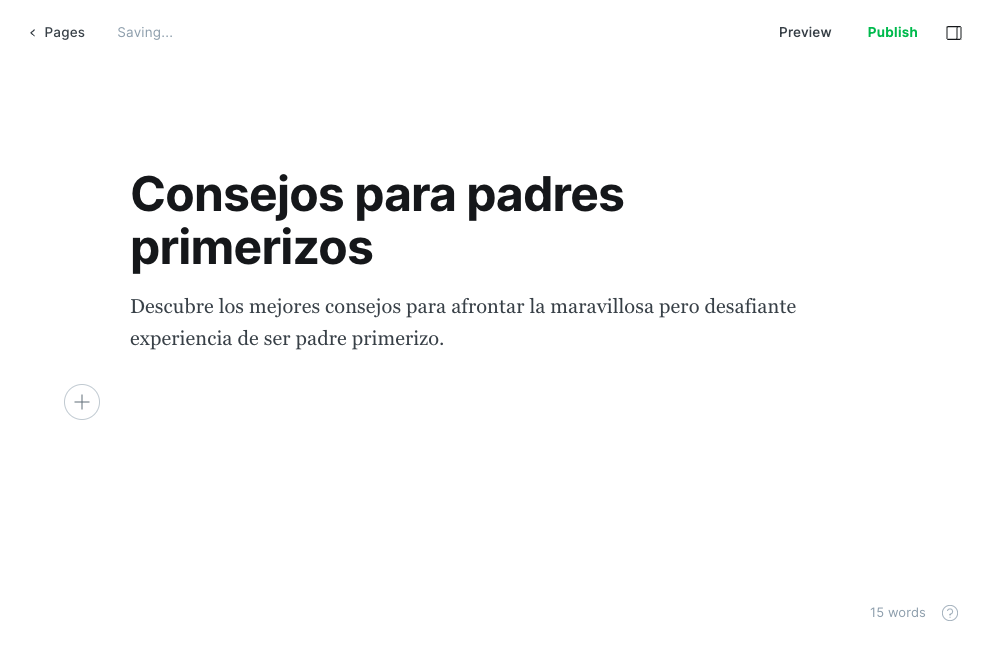 Pages
Saving...
Preview
Publish
Consejos para padres
primerizos
Descubre los mejores consejos para afrontar la maravillosa pero desafiante
experiencia de ser padre primerizo.
15 words